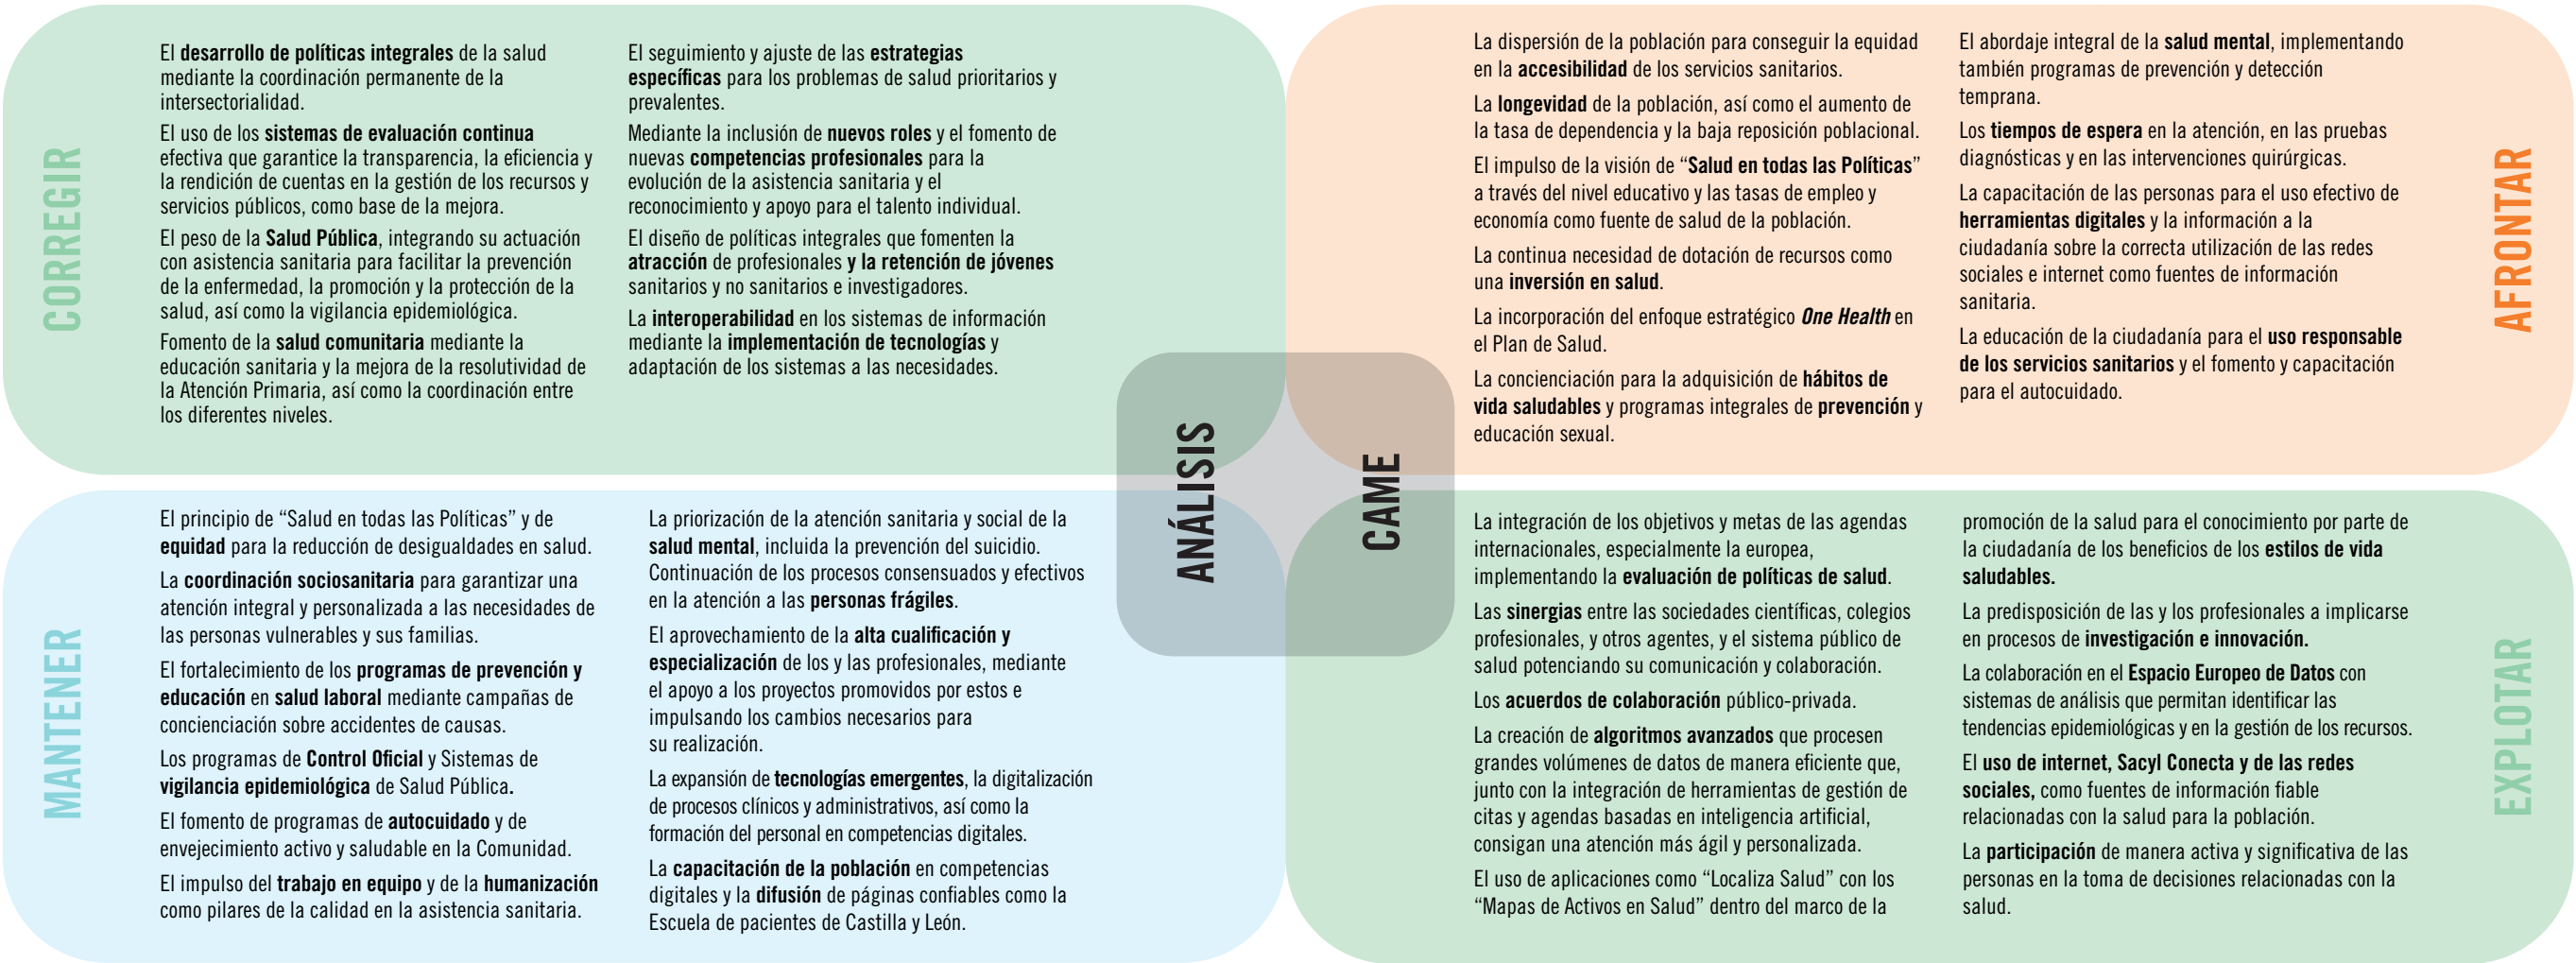 CORREGIR
El desarrollo de políticas integrales de la salud
mediante la coordinación permanente de la
intersectorialidad.
El uso de los sistemas de evaluación continua
efectiva que garantice la transparencia, la eficiencia y
la rendición de cuentas en la gestión de los recursos y
servicios públicos, como base de la mejora.
El peso de la Salud Pública, integrando su actuación
con asistencia sanitaria para facilitar la prevención
de la enfermedad, la promoción y la protección de la
salud, así como la vigilancia epidemiológica.
Fomento de la salud comunitaria mediante la
educación sanitaria y la mejora de la resolutividad de
la Atención Primaria, así como la coordinación entre
los diferentes niveles.
El seguimiento y ajuste de las estrategias
específicas para los problemas de salud prioritarios y
prevalentes.
Mediante la inclusión de nuevos roles y el fomento de
nuevas competencias profesionales para la
evolución de la asistencia sanitaria y el
reconocimiento y apoyo para el talento individual.
El diseño de políticas integrales que fomenten la
atracción de profesionales y la retención de jóvenes
sanitarios y no sanitarios e investigadores.
La interoperabilidad en los sistemas de información
mediante la implementación de tecnologías y
adaptación de los sistemas a las necesidades.
La dispersión de la población para conseguir la equidad
en la accesibilidad de los servicios sanitarios.
La longevidad de la población, así como el aumento de
la tasa de dependencia y la baja reposición poblacional.
El impulso de la visión de “Salud en todas las Políticas”
a través del nivel educativo y las tasas de empleo y
economía como fuente de salud de la población.
La continua necesidad de dotación de recursos como
una inversión en salud.
La incorporación del enfoque estratégico One Health en
el Plan de Salud.
La concienciación para la adquisición de hábitos de
vida saludables y programas integrales de prevención y
educación sexual.
El abordaje integral de la salud mental, implementando
también programas de prevención y detección
temprana.
Los tiempos de espera en la atención, en las pruebas
diagnósticas y en las intervenciones quirúrgicas.
La capacitación de las personas para el uso efectivo de
herramientas digitales y la información a la
ciudadanía sobre la correcta utilización de las redes
sociales e internet como fuentes de información
sanitaria.
La educación de la ciudadanía para el uso responsable
de los servicios sanitarios y el fomento y capacitación
para el autocuidado.
AFRONTAR
ANÁLISIS
CAME
MANTENER
El principio de “Salud en todas las Políticas” y de
equidad para la reducción de desigualdades en salud.
La coordinación sociosanitaria para garantizar una
atención integral y personalizada a las necesidades de
las personas vulnerables y sus familias.
El fortalecimiento de los programas de prevención y
educación en salud laboral mediante campañas de
concienciación sobre accidentes de causas.
Los programas de Control Oficial y Sistemas de
vigilancia epidemiológica de Salud Pública.
El fomento de programas de autocuidado y de
envejecimiento activo y saludable en la Comunidad.
El impulso del trabajo en equipo y de la humanización
como pilares de la calidad en la asistencia sanitaria.
La priorización de la atención sanitaria y social de la
salud mental, incluida la prevención del suicidio.
Continuación de los procesos consensuados y efectivos
en la atención a las personas frágiles.
El aprovechamiento de la alta cualificación y
especialización de los y las profesionales, mediante
el apoyo a los proyectos promovidos por estos e
impulsando los cambios necesarios para
su realización.
La expansión de tecnologías emergentes, la digitalización
de procesos clínicos y administrativos, así como la
formación del personal en competencias digitales.
La capacitación de la población en competencias
digitales y la difusión de páginas confiables como la
Escuela de pacientes de Castilla y León.
La integración de los objetivos y metas de las agendas
internacionales, especialmente la europea,
implementando la evaluación de políticas de salud.
Las sinergias entre las sociedades científicas, colegios
profesionales, y otros agentes, y el sistema público de
salud potenciando su comunicación y colaboración.
Los acuerdos de colaboración público-privada.
La creación de algoritmos avanzados que procesen
grandes volúmenes de datos de manera eficiente que,
junto con la integración de herramientas de gestión de
citas y agendas basadas en inteligencia artificial,
consigan una atención más ágil y personalizada.
El uso de aplicaciones como “Localiza Salud” con los
“Mapas de Activos en Salud” dentro del marco de la
promoción de la salud para el conocimiento por parte de
la ciudadanía de los beneficios de los estilos de vida
saludables.
La predisposición de las y los profesionales a implicarse
en procesos de investigación e innovación.
La colaboración en el Espacio Europeo de Datos con
sistemas de análisis que permitan identificar las
tendencias epidemiológicas y en la gestión de los recursos.
El uso de internet, Sacyl Conecta y de las redes
sociales, como fuentes de información fiable
relacionadas con la salud para la población.
La participación de manera activa y significativa de las
personas en la toma de decisiones relacionadas con la
salud.
EXPLOTAR